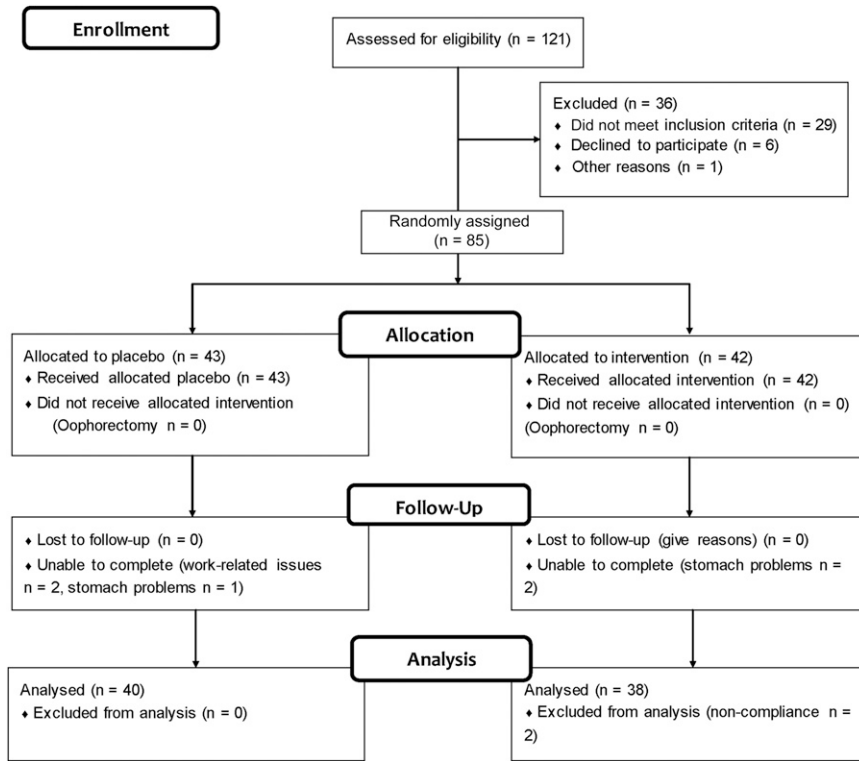 Enrollment
Assessed for eligibility (n = 121)
Excluded (n = 36)
♦ Did not meet inclusion criteria (n = 29)
♦ Declined to participate (n = 6)
♦ Other reasons (n = 1)
Randomly assigned
(n = 85)
Allocation
Allocated to placebo (n = 43)
♦ Received allocated placebo (n = 43)
♦ Did not receive allocated intervention
(Oophorectomy n = 0)
Allocated to intervention (n = 42)
♦ Received allocated intervention (n = 42)
♦ Did not receive allocated intervention (n = 0)
(Oophorectomy n = 0)
Follow-Up
♦ Lost to follow-up (n = 0)
♦ Unable to complete (work-related issues
n = 2, stomach problems n = 1)
♦ Lost to follow-up (give reasons) (n = 0)
♦ Unable to complete (stomach problems n =
2)
Analysis
Analysed (n = 40)
♦ Excluded from analysis (n = 0)
Analysed (n = 38)
♦ Excluded from analysis (non-compliance n =
2)